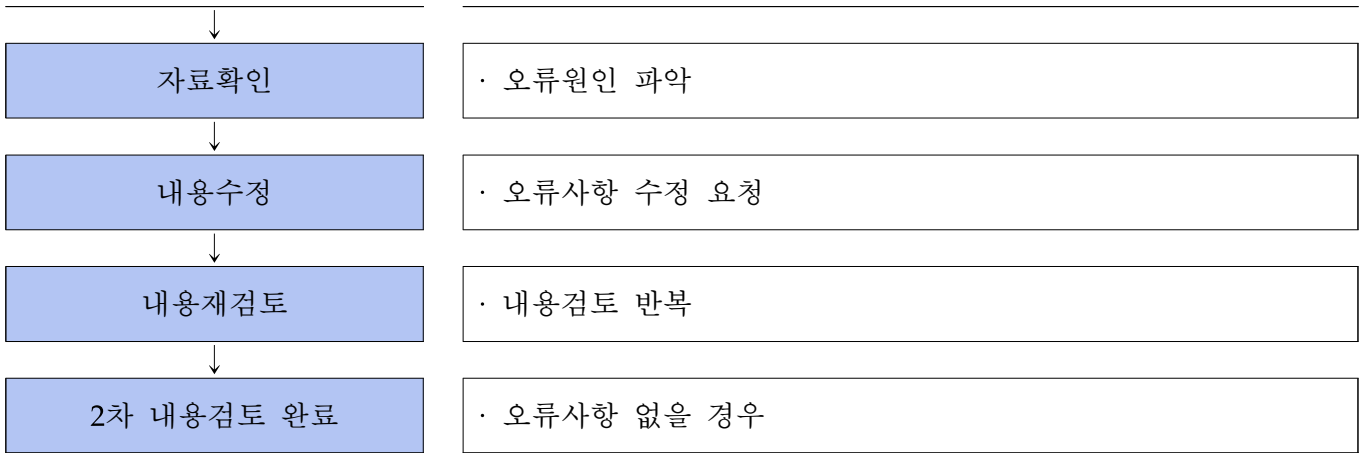 자료확인
· 오류원인 파악
내용수정
· 오류사항 수정 요청
내용재검토
· 내용검토 반복
2차 내용검토 완료
· 오류사항 없을 경우